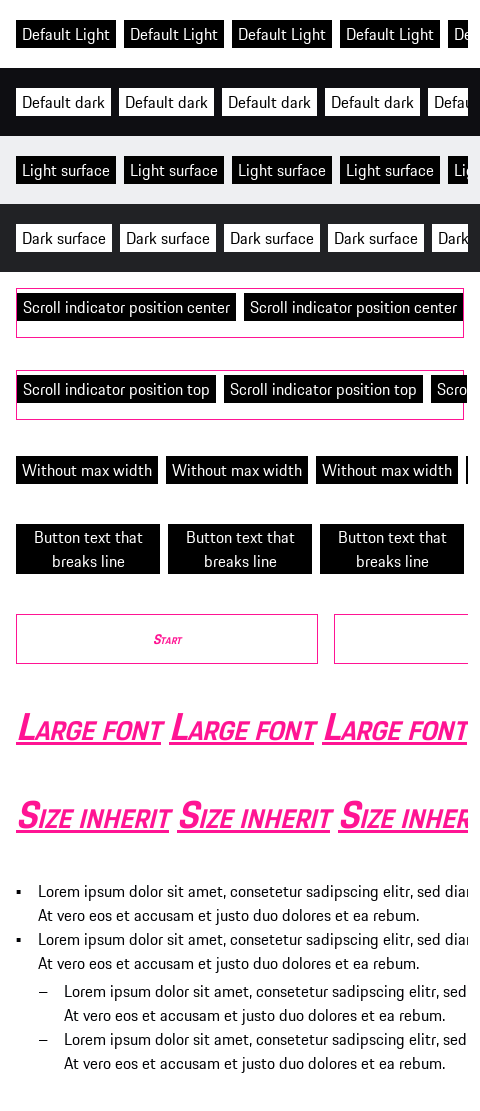 Default Light Default Light Default Light Default Light
Default dark Default dark Default dark Default dark
Light surface Light surface Light surface Light surface
Dark surface Dark surface Dark surface Dark surface Dark
Scroll indicator position center Scroll indicator position center
Scroll indicator position top Scroll indicator position top
Without max width Without max width Without max width
Button text that Button text that Button text that
breaks line breaks line breaks line
Start
Large font Large font Large font
Size inherit Size inherit Size
▪ Lorem ipsum dolor sit amet, consetetur sadipscing elitr, sed
At vero eos et accusam et justo duo dolores et ea rebum.
▪ Lorem ipsum dolor sit amet, consetetur sadipscing elitr, sed
At vero eos et accusam et justo duo dolores et ea rebum.
– Lorem ipsum dolor sit amet, consetetur sadipscing elitr, sed
At vero eos et accusam et justo duo dolores et ea rebum.
– Lorem ipsum dolor sit amet, consetetur sadipscing elitr, sed
At vero eos et accusam et justo duo dolores et ea rebum.